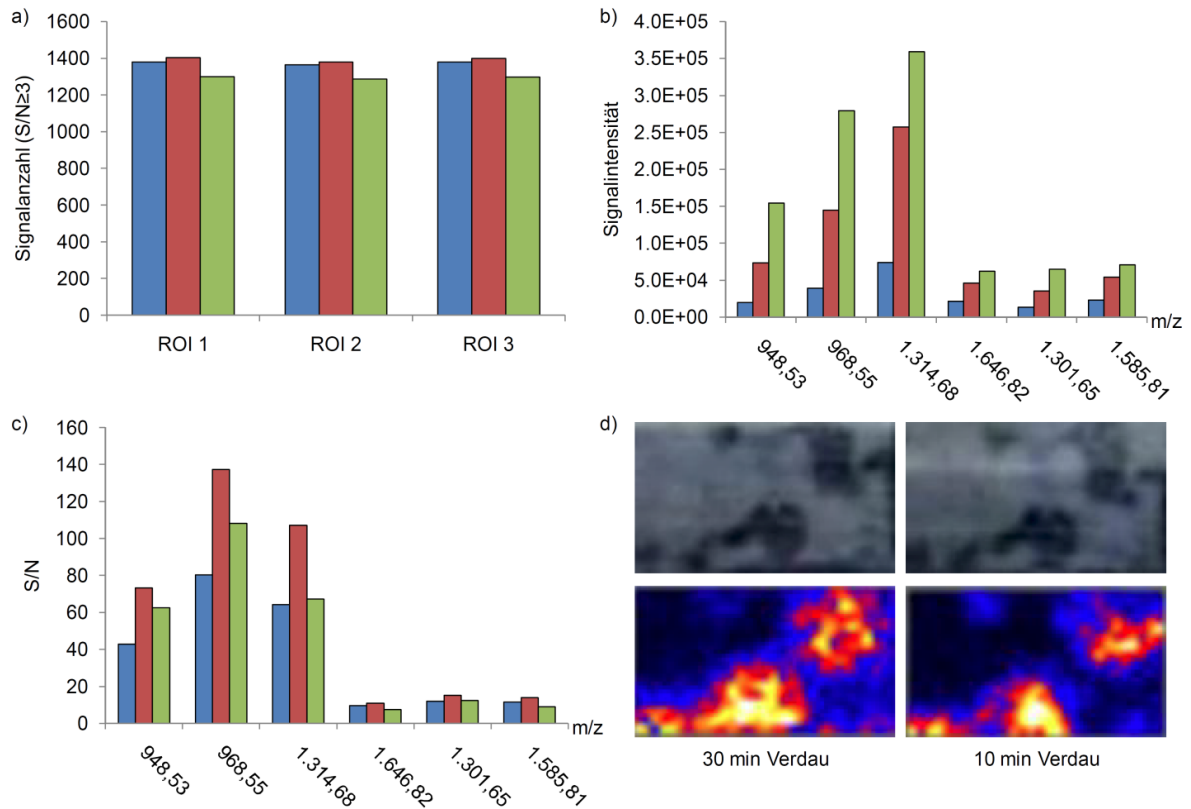 a)
Signalanzahl (S/N≥3)
1600
1400
1200
1000
800
600
400
200
0
ROI 1 ROI 2 ROI 3
b)
Signalintensität
4.0E+05
3.5E+05
3.0E+05
2.5E+05
2.0E+05
1.5E+05
1.0E+05
5.0E+04
0.0E+00
m/z
948,53 968,55 1.314,68 1.646,82 1.301,65 1.585,81
c)
S/N
160
140
120
100
80
60
40
20
0
m/z
948,53 968,55 1.314,68 1.646,82 1.301,65 1.585,81
d)
30 min Verdau 10 min Verdau